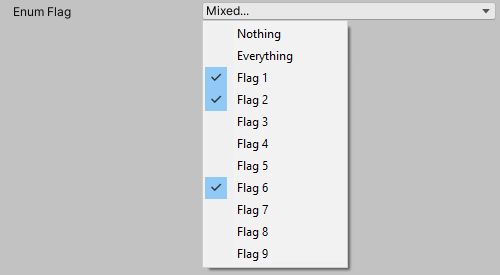 Enum Flag
Mixed...
Nothing
Everything
Flag 1
Flag 2
Flag 3
Flag 4
Flag 5
Flag 6
Flag 7
Flag 8
Flag 9